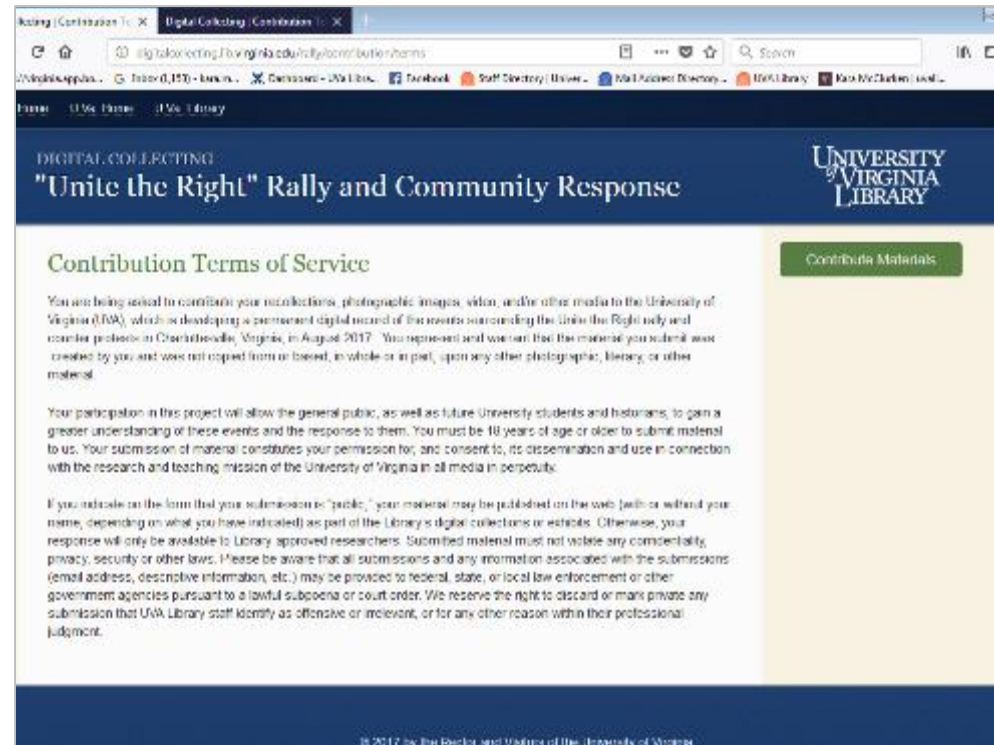 Digital Collecting | Contribution
digitalcollecting.lib.virginia.edu/rally/contribution/terms
Search
Facebook
UVA Library
Home UVa Home UVa Library
DIGITAL COLLECTING
"Unite the Right" Rally and Community Response
UNIVERSITY
of VIRGINIA
LIBRARY
Contribution Terms of Service
Contribute Materials
You are being asked to contribute your recollections, photographic images, video, and/or other media to the University of
Virginia (UVA), which is developing a permanent digital record of the events surrounding the Unite the Right rally and
counter protests in Charlottesville, Virginia, in August 2017. You represent and warrant that the material you submit was
created by you and was not copied from or based, in whole or in part, upon any other photographic, literary, or other
material.
Your participation in this project will allow the general public, as well as future University students and historians, to gain a
greater understanding of these events and the response to them. You must be 18 years of age or older to submit material
to us. Your submission of material constitutes your permission for, and consent to, its dissemination and use in connection
with the research and teaching mission of the University of Virginia in all media in perpetuity.
If you indicate on the form that your submission is "public," your material may be published on the web (with or without your
name, depending on what you have indicated) as part of the Library's digital collections or exhibits. Otherwise, your
response will only be available to Library approved researchers. Submitted material must not violate any confidentiality,
privacy, security or other laws. Please be aware that all submissions and any information associated with the submissions
(email address, descriptive information, etc.) may be provided to federal, state, or local law enforcement or other
government agencies pursuant to a lawful subpoena or court order. We reserve the right to discard or mark private any
submission that UVA Library staff identify as offensive or irrelevant, or for any other reason within their professional
judgment.
© 2017 by the Rector and Visitors of the University of Virginia